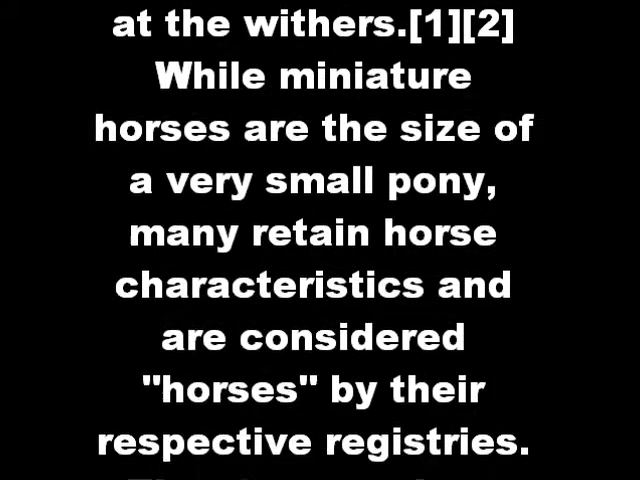 at the withers.[1][2]
While miniature
horses are the size of
a very small pony,
many retain horse
characteristics and
are considered
"horses" by their
respective registries.